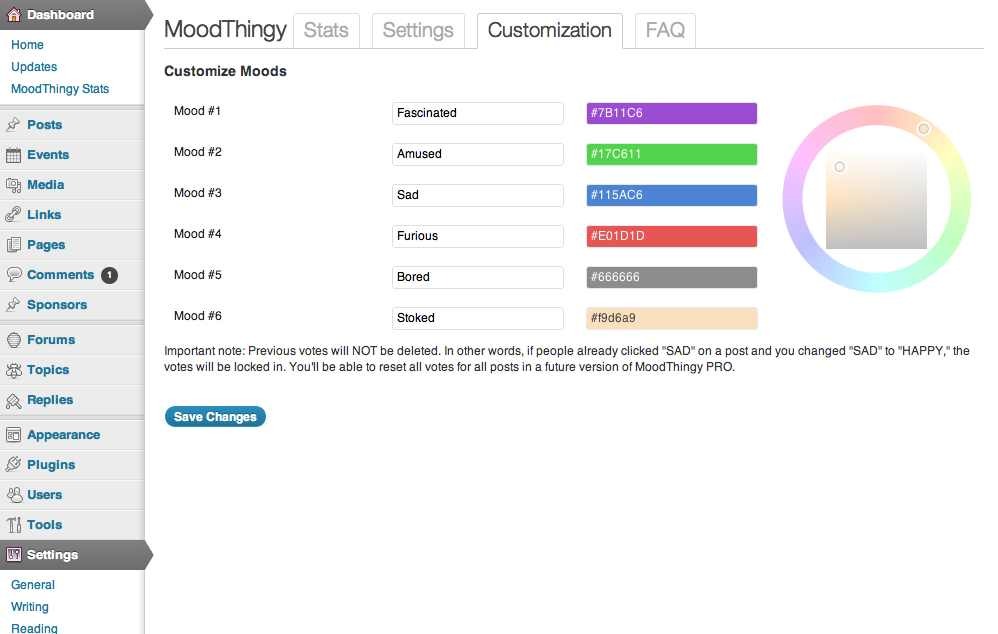 Dashboard
Home
Updates
MoodThingy Stats
Posts
Events
Media
Links
Pages
Comments 1
Sponsors
Forums
Topics
Replies
Appearance
Plugins
Users
Tools
Settings
General
Writing
Reading
MoodThingy Stats Settings Customization FAQ
Customize Moods
Mood #1 Fascinated #7B11C6
Mood #2 Amused #17C611
Mood #3 Sad #115AC6
Mood #4 Furious #E01D1D
Mood #5 Bored #666666
Mood #6 Stoked #f9d6a9
Important note: Previous votes will NOT be deleted. In other words, if people already clicked "SAD" on a post and you changed "SAD" to "HAPPY," the
votes will be locked in. You'll be able to reset all votes for all posts in a future version of MoodThingy PRO.
Save Changes